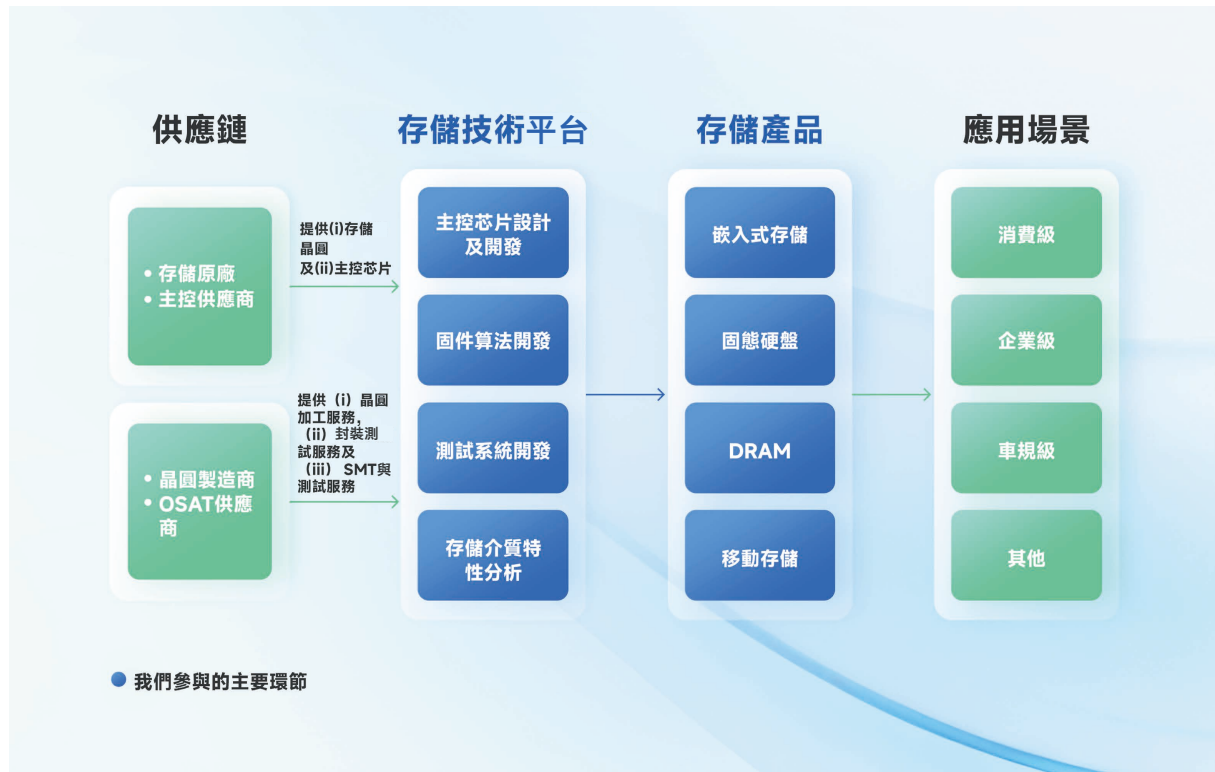 供應鏈
存儲技術平台
存儲產品
應用場景
• 存儲原廠
• 主控供應商
提供(i)存儲
晶圓
及(ii)主控芯片
• 晶圓製造商
• OSAT供應
商
提供（i）晶圓
加工服務，
（ii）封裝測
試服務及
（iii） SMT與
測試服務
主控芯片設計
及開發
固件算法開發
測試系統開發
存儲介質特
性分析
嵌入式存儲
固態硬盤
DRAM
移動存儲
消費級
企業級
車規級
其他
我們參與的主要環節